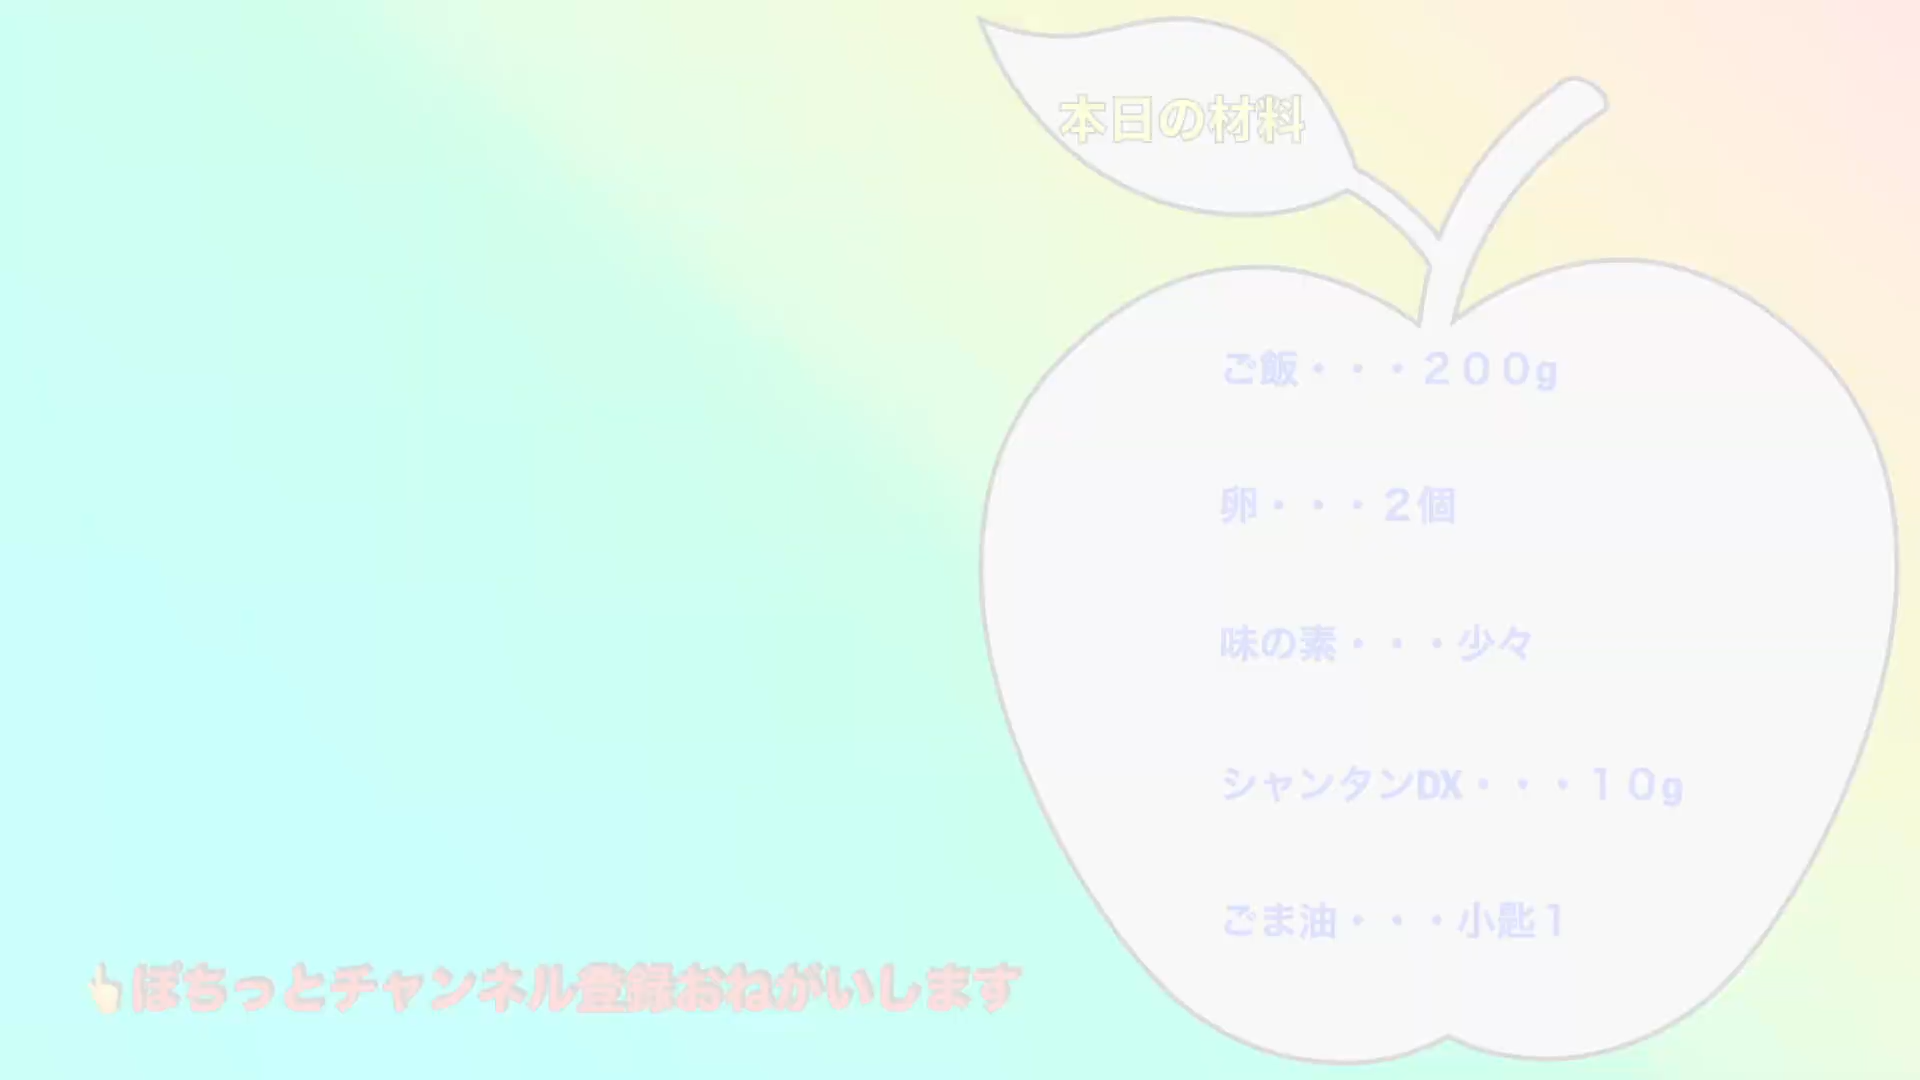 本日の材料
ご飯・・・２００g
卵・・・２個
味の素・・・少々
シャンタンDX・・・１０g
ごま油・・・小匙１
👆ぽちっとチャンネル登録おねがいします